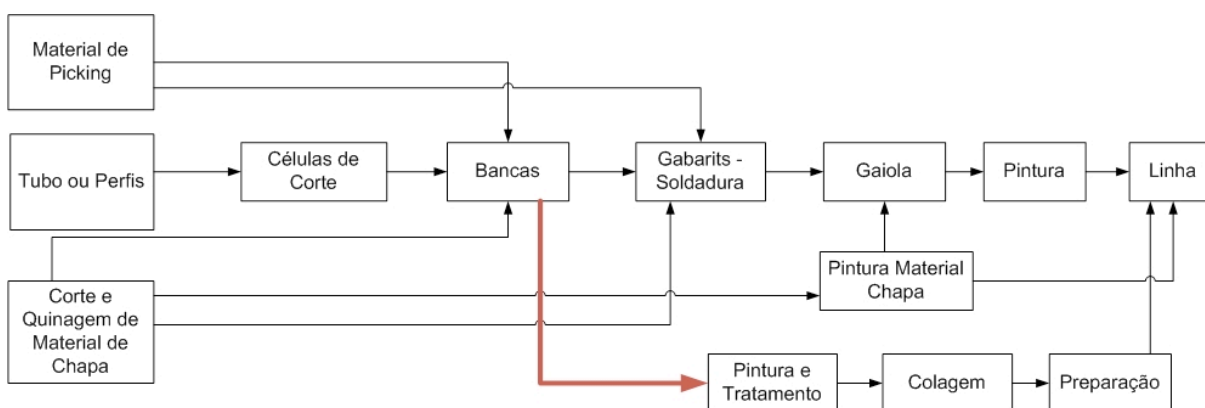 Material de
Picking
Tubo ou Perfis
Células de
Corte
Bancas
Gabarits -
Soldadura
Gaiola
Pintura
Linha
Corte e
Quinagem de
Material de
Chapa
Pintura Material
Chapa
Pintura e
Tratamento
Colagem
Preparação